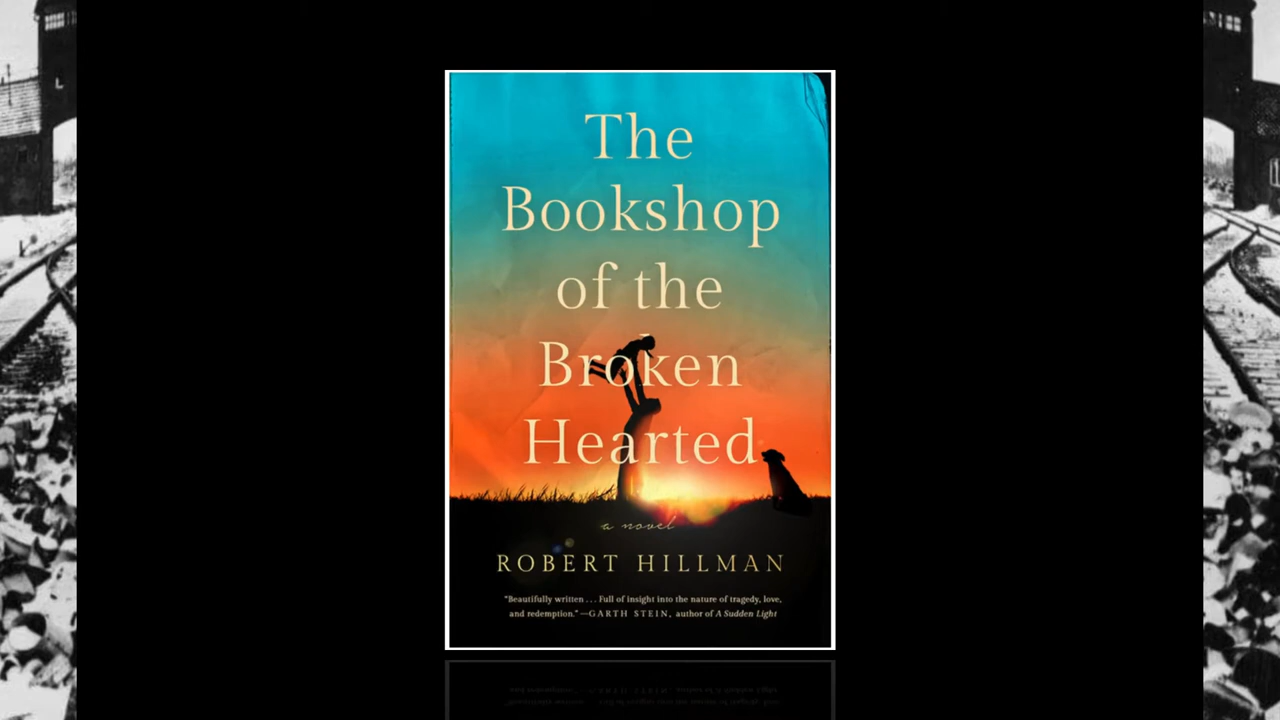 The
Bookshop
of the
Broken
Hearted
a novel
ROBERT HILLMAN
“Beautifully written . . . Full of insight into the nature of tragedy, love,
and redemption.” —GARTH STEIN, author of A Sudden Light